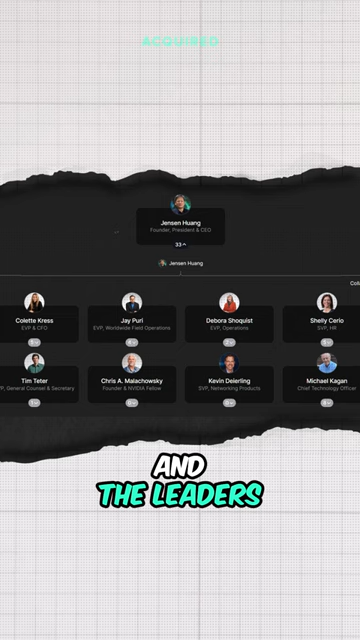 ACQUIRED
Jensen Huang
Founder, President & CEO
33
Jensen Huang
Colette Kress
EVP & CFO
Jay Puri
EVP, Worldwide Field Operations
Debora Shoquist
EVP, Operations
Shelly Cerio
SVP, HR
Tim Teter
General Counsel & Secretary
Chris A. Malachowsky
Founder & NVIDIA Fellow
Kevin Deierling
SVP, Networking Products
Michael Kagan
Chief Technology Officer
AND
THE LEADERS